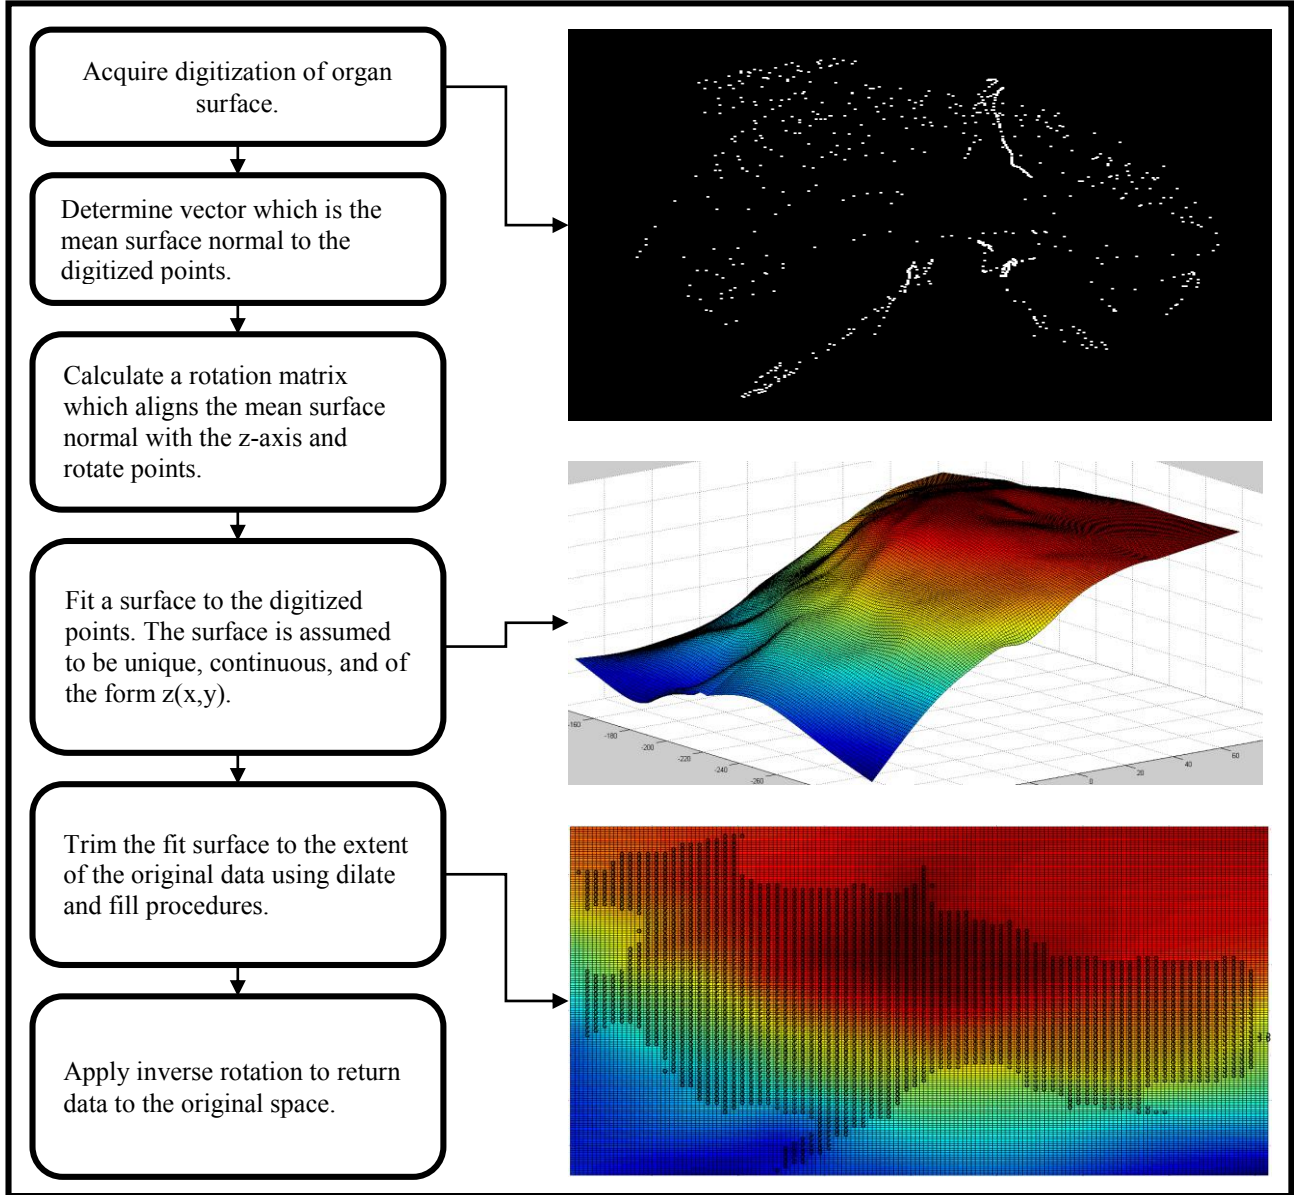 Acquire digitization of organ
surface.
Determine vector which is the
mean surface normal to the
digitized points.
Calculate a rotation matrix
which aligns the mean surface
normal with the z-axis and
rotate points.
Fit a surface to the digitized
points. The surface is assumed
to be unique, continuous, and of
the form z(x,y).
-160
-180
-200
-220
-240
-260
0
20
40
60
Trim the fit surface to the extent
of the original data using dilate
and fill procedures.
Apply inverse rotation to return
data to the original space.